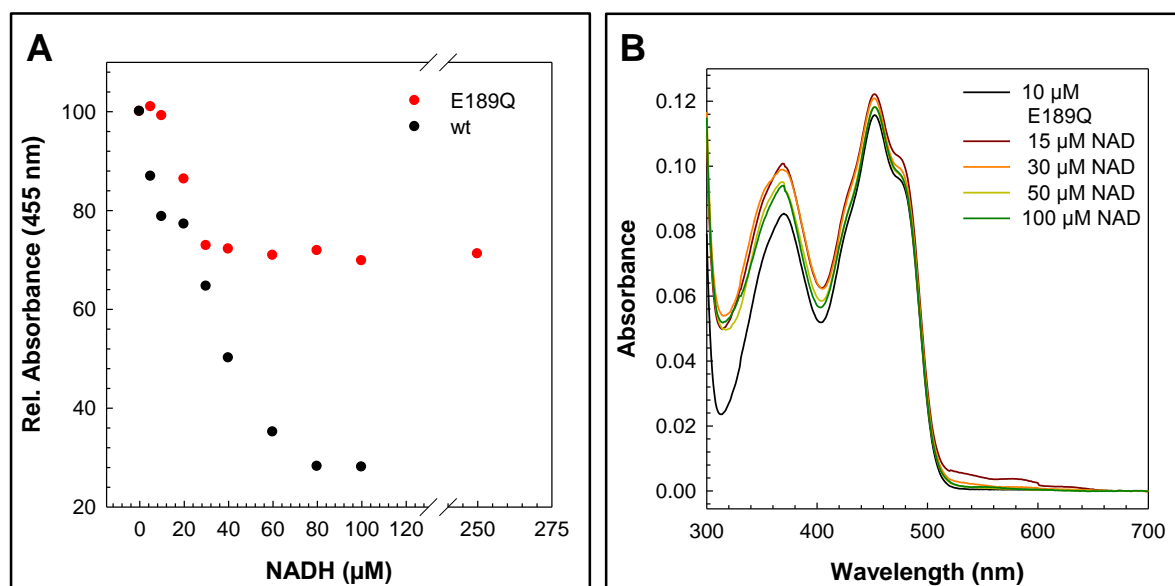 A
Rel. Absorbance (455 nm)
100
80
60
40
20
E189Q
wt
0 20 40 60 80 100 120 250 275
NADH (µM)
B
Absorbance
0.12
0.10
0.08
0.06
0.04
0.02
0.00
10 µM
E189Q
15 µM NAD
30 µM NAD
50 µM NAD
100 µM NAD
300 400 500 600 700
Wavelength (nm)